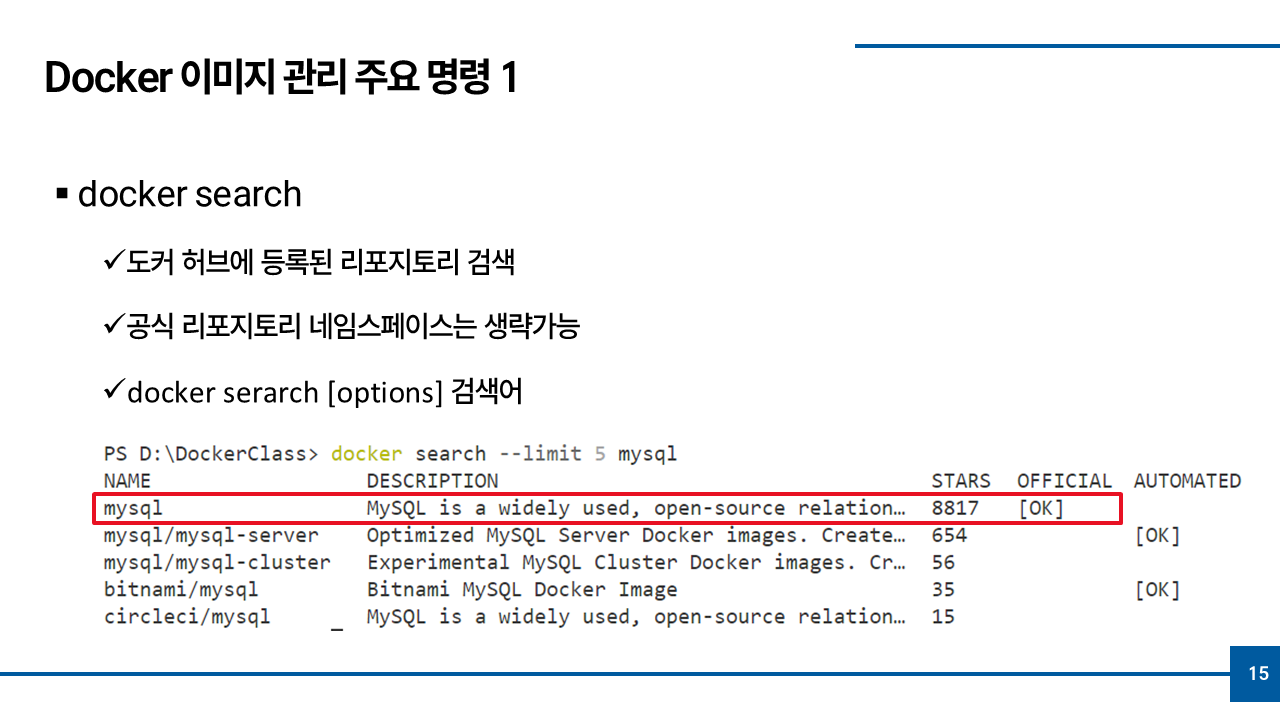 Docker 이미지 관리 주요 명령 1
▪ docker search
✓도커 허브에 등록된 리포지토리 검색
✓공식 리포지토리 네임스페이스는 생략가능
✓docker serarch [options] 검색어
PS D:\DockerClass> docker search --limit 5 mysql
NAME DESCRIPTION STARS OFFICIAL AUTOMATED
mysql MySQL is a widely used, open-source relation… 8817 [OK]
mysql/mysql-server Optimized MySQL Server Docker images. Create… 654 [OK]
mysql/mysql-cluster Experimental MySQL Cluster Docker images. Cr… 56
bitnami/mysql Bitnami MySQL Docker Image 35 [OK]
circleci/mysql _ MySQL is a widely used, open-source relation… 15
15